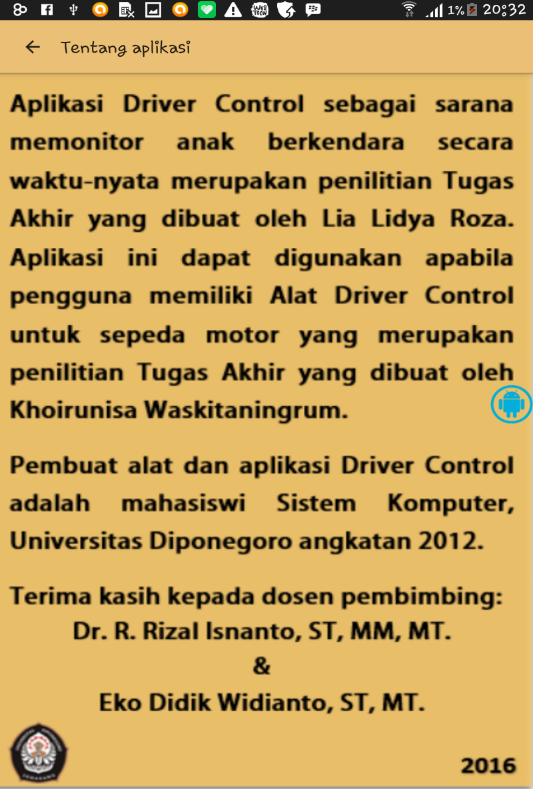 1% 20:32
Tentang aplikasi
Aplikasi Driver Control sebagai sarana
memonitor anak berkendara secara
waktu-nyata merupakan penilitian Tugas
Akhir yang dibuat oleh Lia Lidya Roza.
Aplikasi ini dapat digunakan apabila
pengguna memiliki Alat Driver Control
untuk sepeda motor yang merupakan
penilitian Tugas Akhir yang dibuat oleh
Khoirunisa Waskitaningrum.
Pembuat alat dan aplikasi Driver Control
adalah mahasiswi Sistem Komputer,
Universitas Diponegoro angkatan 2012.
Terima kasih kepada dosen pembimbing:
Dr. R. Rizal Isnanto, ST, MM, MT.
&
Eko Didik Widianto, ST, MT.
2016